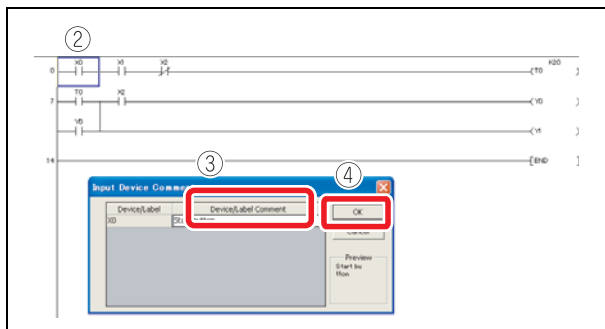 ②
X0 X1 X2 K20
0 (T0 )
T0 X2
7 (Y0 )
Y0
(Y1 )
14 [END ]
③
④
Input Device Com
Device/Label Device/Label Comment OK
X0
Cancel
Preview
Start bu
tton